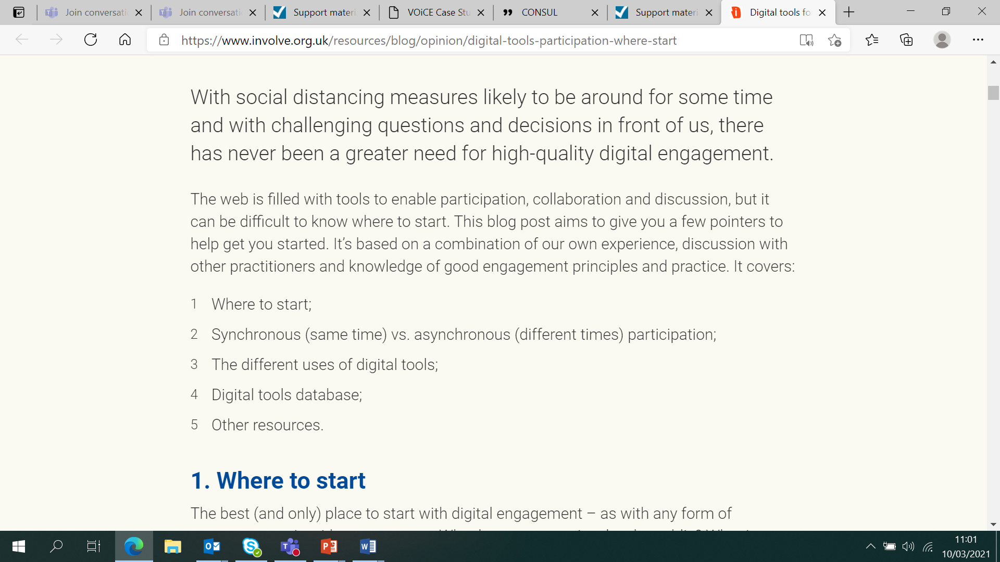 Join conversati
Join conversati
Support materi
VOiCE Case Stu
CONSUL
Support materi
Digital tools fo
https://www.involve.org.uk/resources/blog/opinion/digital-tools-participation-where-start
With social distancing measures likely to be around for some time
and with challenging questions and decisions in front of us, there
has never been a greater need for high-quality digital engagement.
The web is filled with tools to enable participation, collaboration and discussion, but it
can be difficult to know where to start. This blog post aims to give you a few pointers to
help get you started. It’s based on a combination of our own experience, discussion with
other practitioners and knowledge of good engagement principles and practice. It covers:
1 Where to start;
2 Synchronous (same time) vs. asynchronous (different times) participation;
3 The different uses of digital tools;
4 Digital tools database;
5 Other resources.
1. Where to start
The best (and only) place to start with digital engagement – as with any form of
11:01
10/03/2021